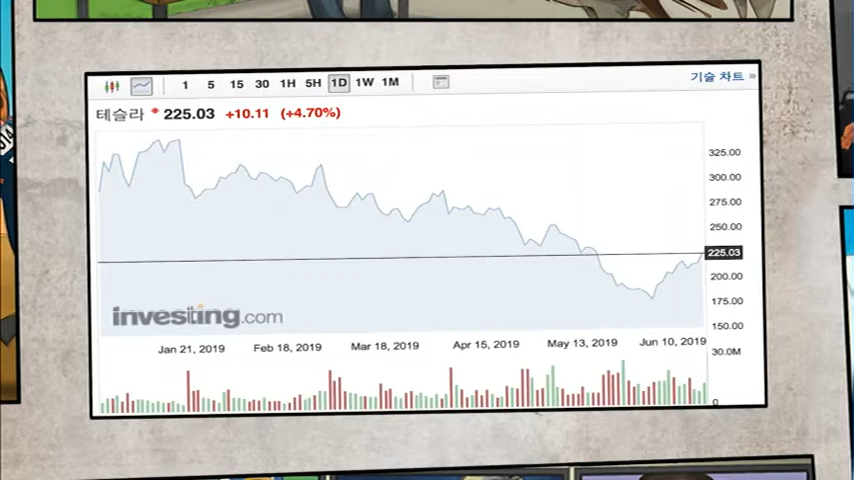 1 5 15 30 1H 5H 1D 1W 1M 기술 차트 »
테슬라 225.03 +10.11 (+4.70%)
325.00
300.00
275.00
250.00
225.03
200.00
175.00
150.00
investing.com
Jan 21, 2019 Feb 18, 2019 Mar 18, 2019 Apr 15, 2019 May 13, 2019 Jun 10, 2019
30.0M
0